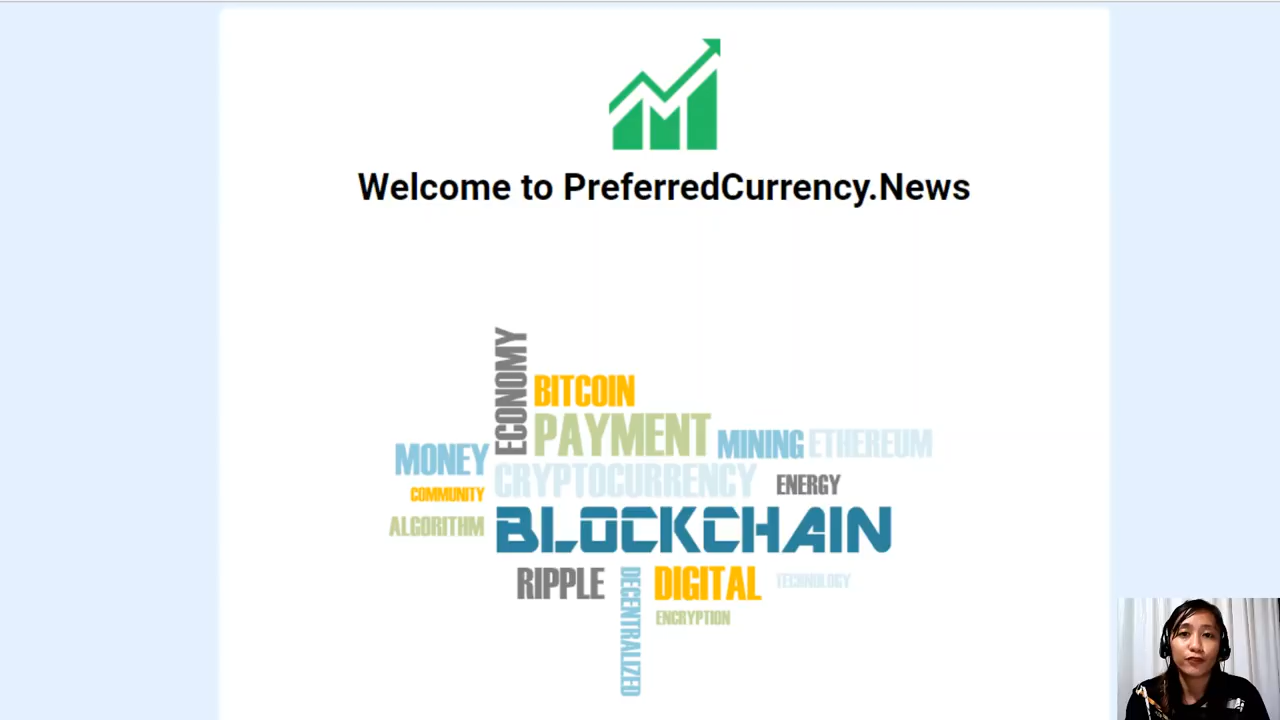 Welcome to PreferredCurrency.News
ECONOMY
BITCOIN
PAYMENT
MONEY
MINING ETHEREUM
CRYPTOCURRENCY
ENERGY
COMMUNITY
ALGORITHM
BLOCKCHAIN
RIPPLE
DECENTRALIZED
DIGITAL
TECHNOLOGY
ENCRYPTION